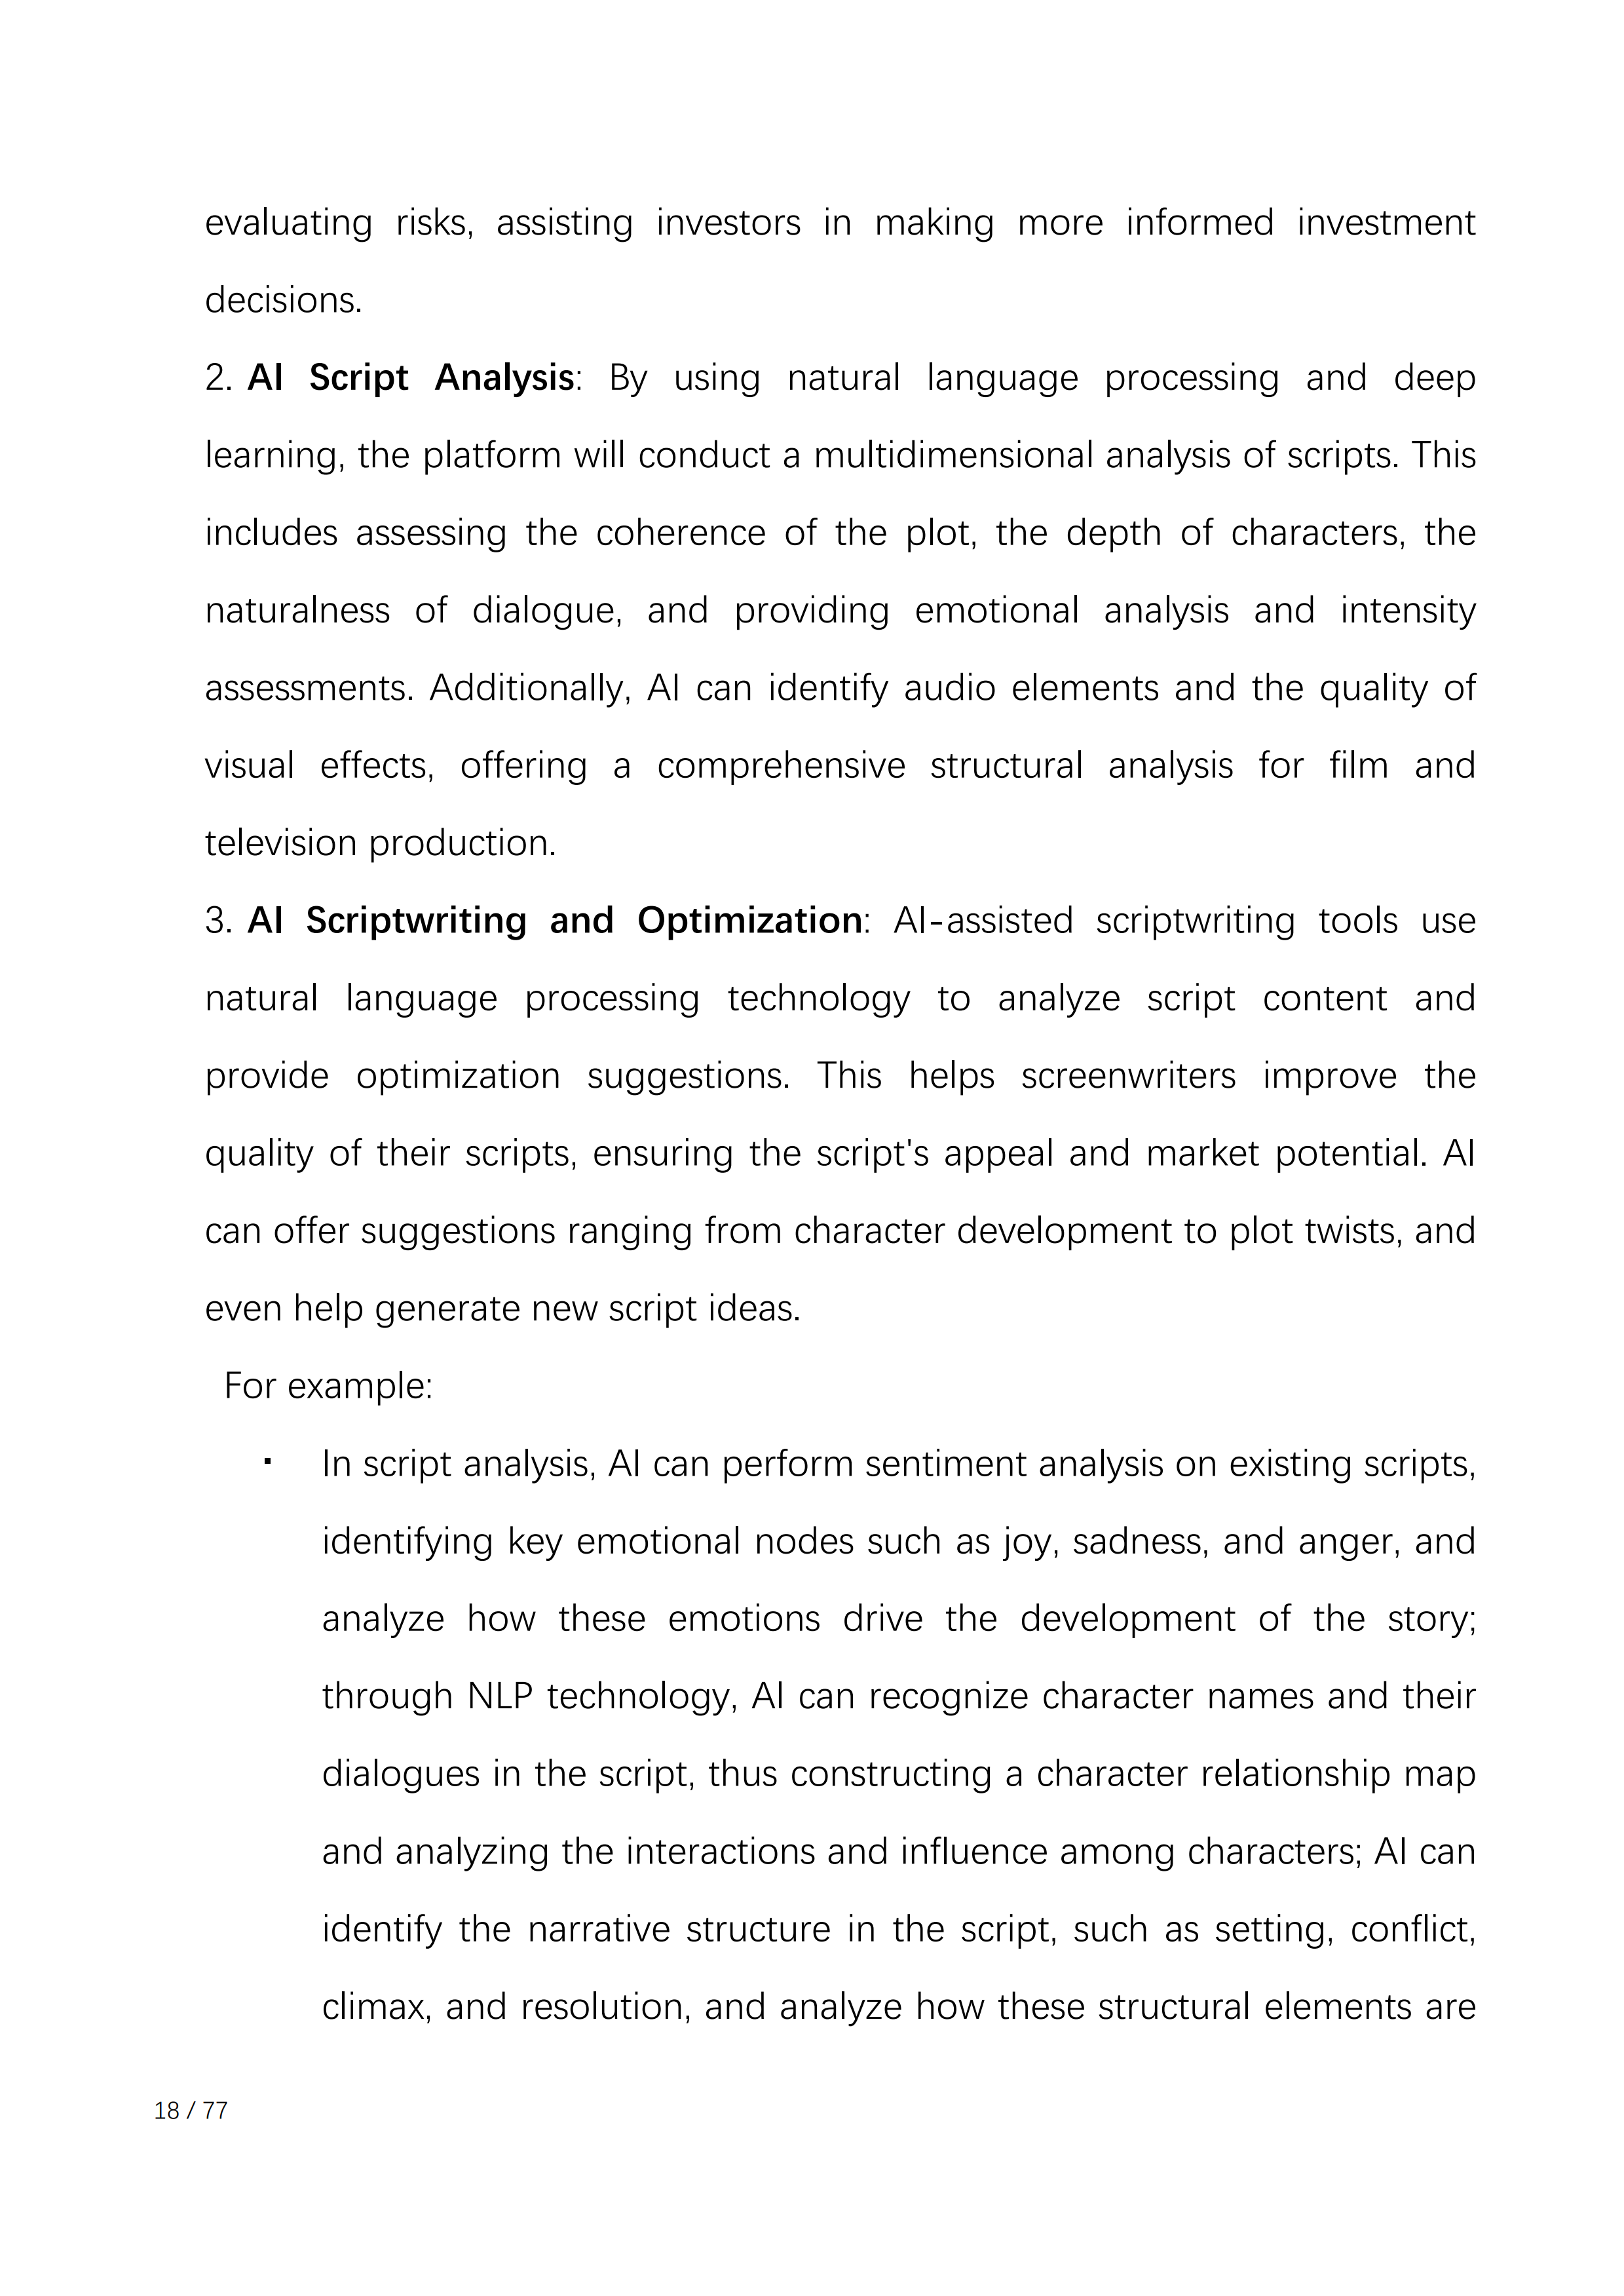 evaluating risks, assisting investors in making more informed investment
decisions.
2. AI Script Analysis: By using natural language processing and deep
learning, the platform will conduct a multidimensional analysis of scripts. This
includes assessing the coherence of the plot, the depth of characters, the
naturalness of dialogue, and providing emotional analysis and intensity
assessments. Additionally, AI can identify audio elements and the quality of
visual effects, offering a comprehensive structural analysis for film and
television production.
3. AI Scriptwriting and Optimization: AI-assisted scriptwriting tools use
natural language processing technology to analyze script content and
provide optimization suggestions. This helps screenwriters improve the
quality of their scripts, ensuring the script's appeal and market potential. AI
can offer suggestions ranging from character development to plot twists, and
even help generate new script ideas.
For example:
▪ In script analysis, AI can perform sentiment analysis on existing scripts,
identifying key emotional nodes such as joy, sadness, and anger, and
analyze how these emotions drive the development of the story;
through NLP technology, AI can recognize character names and their
dialogues in the script, thus constructing a character relationship map
and analyzing the interactions and influence among characters; AI can
identify the narrative structure in the script, such as setting, conflict,
climax, and resolution, and analyze how these structural elements are
18 / 77